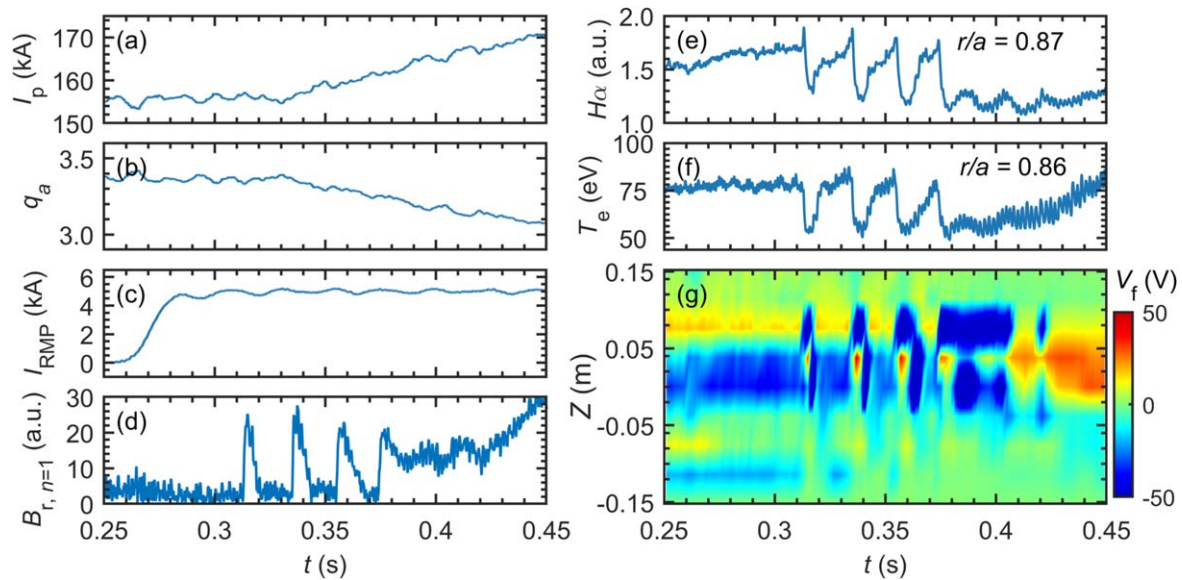 (a)
I_p (kA)
170
160
150
(b)
q_a
3.5
3.0
(c)
I_RMP (kA)
6
4
2
0
(d)
B_r, n=1 (a.u.)
30
20
10
0
0.25 0.3 0.35 0.4 0.45
t (s)
(e)
r/a = 0.87
Hα (a.u.)
2.0
1.5
1.0
(f)
r/a = 0.86
T_e (eV)
100
75
50
(g)
Z (m)
0.15
0.05
-0.05
-0.15
0.25 0.3 0.35 0.4 0.45
t (s)
V_f (V)
50
0
-50